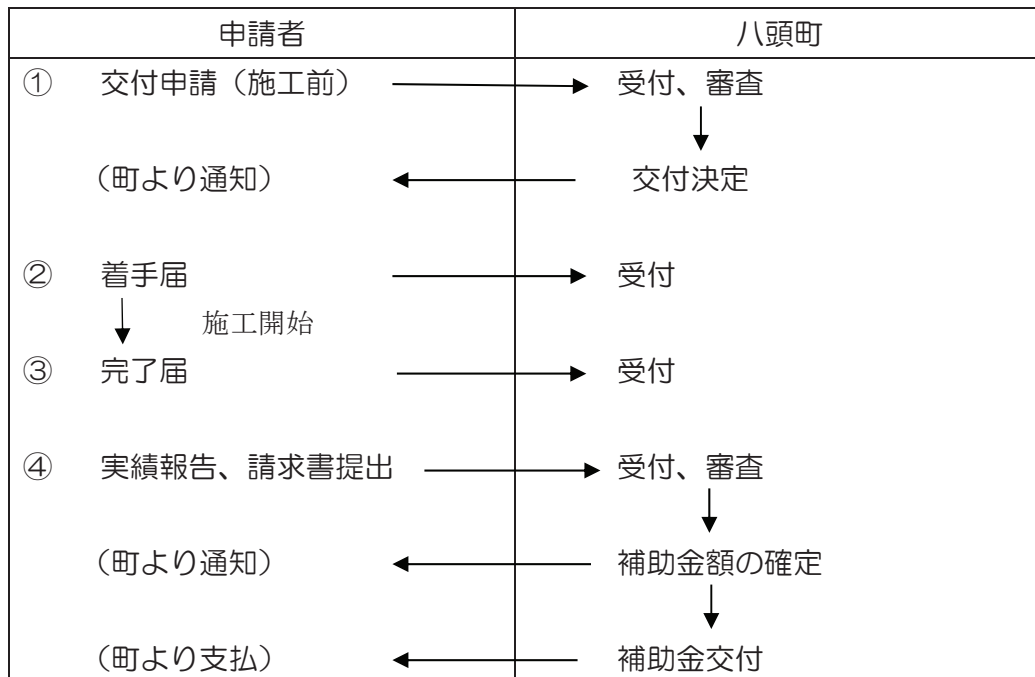 申請者 八頭町
① 交付申請（施工前） 受付、審査
（町より通知） 交付決定
② 着手届 受付
施工開始
③ 完了届 受付
④ 実績報告、請求書提出 受付、審査
（町より通知） 補助金額の確定
（町より支払） 補助金交付